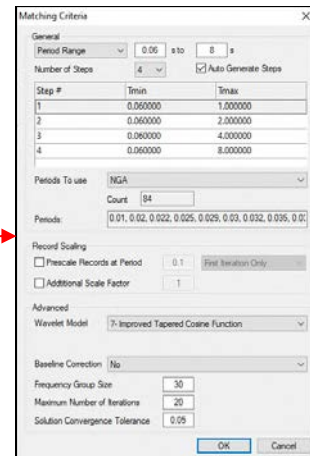 Matching Criteria
General
Period Range 0.06 s to 8 s
Number of Steps 4 Auto Generate Steps
Step # Tmin Tmax
1 0.060000 1.000000
2 0.060000 2.000000
3 0.060000 4.000000
4 0.060000 8.000000
Periods To use NGA
Count 84
Periods: 0.01, 0.02, 0.022, 0.025, 0.029, 0.03, 0.032, 0.035, 0.0
Record Scaling
Prescale Records at Period 0.1 First Iteration Only
Additional Scale Factor 1
Advanced
Wavelet Model 7- Improved Tapered Cosine Function
Baseline Correction No
Frequency Group Size 30
Maximum Number of Iterations 20
Solution Convergence Tolerance 0.05
OK Cancel